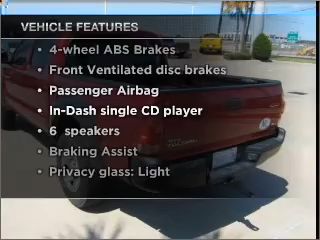 VEHICLE FEATURES
• 4-wheel ABS Brakes
• Front Ventilated disc brakes
• Passenger Airbag
• In-Dash single CD player
• 6 speakers
• Braking Assist
• Privacy glass: Light